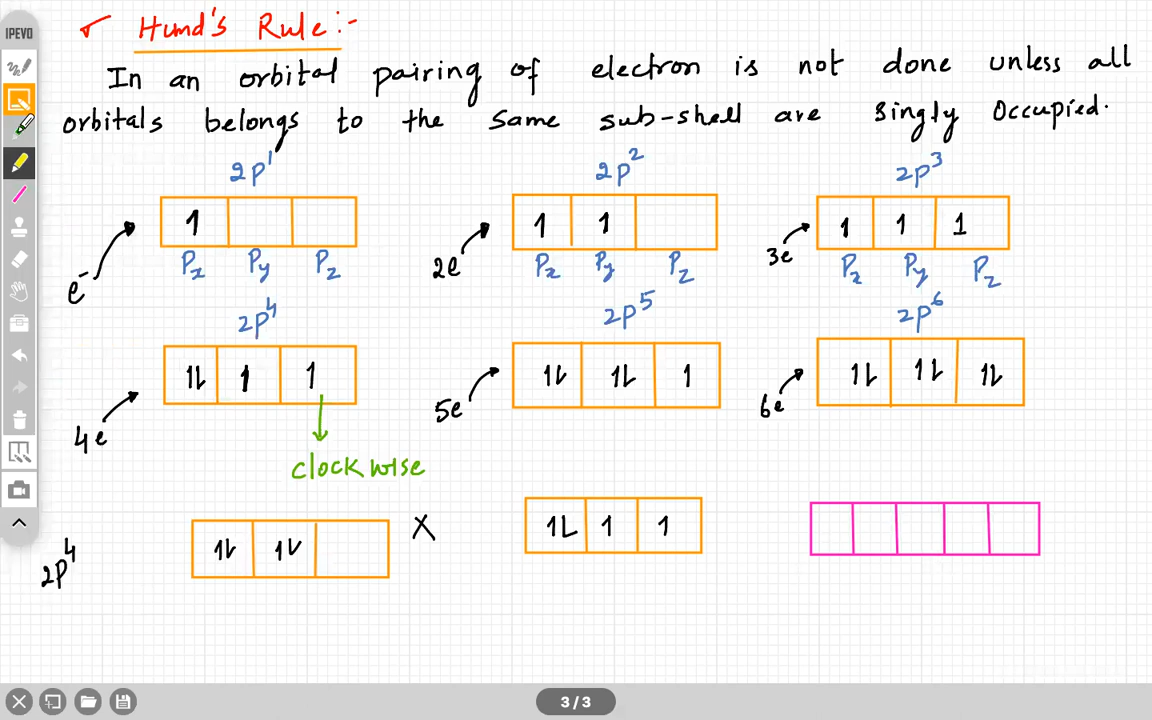 IPEVO
Hund's Rule:-
In an orbital pairing of electron is not done unless all
orbitals belongs to the same sub-shell are singly occupied.
2p¹ 2p² 2p³
1 1 1 1 1 1
e⁻ Px Py Pz 2e Px Py Pz 3e Px Py Pz
2p⁴ 2p⁵ 2p⁶
1L 1 1 1L 1L 1 1L 1L 1L
4e 5e 6e
clockwise
2p⁴ 1L 1L X 1L 1 1
3/3